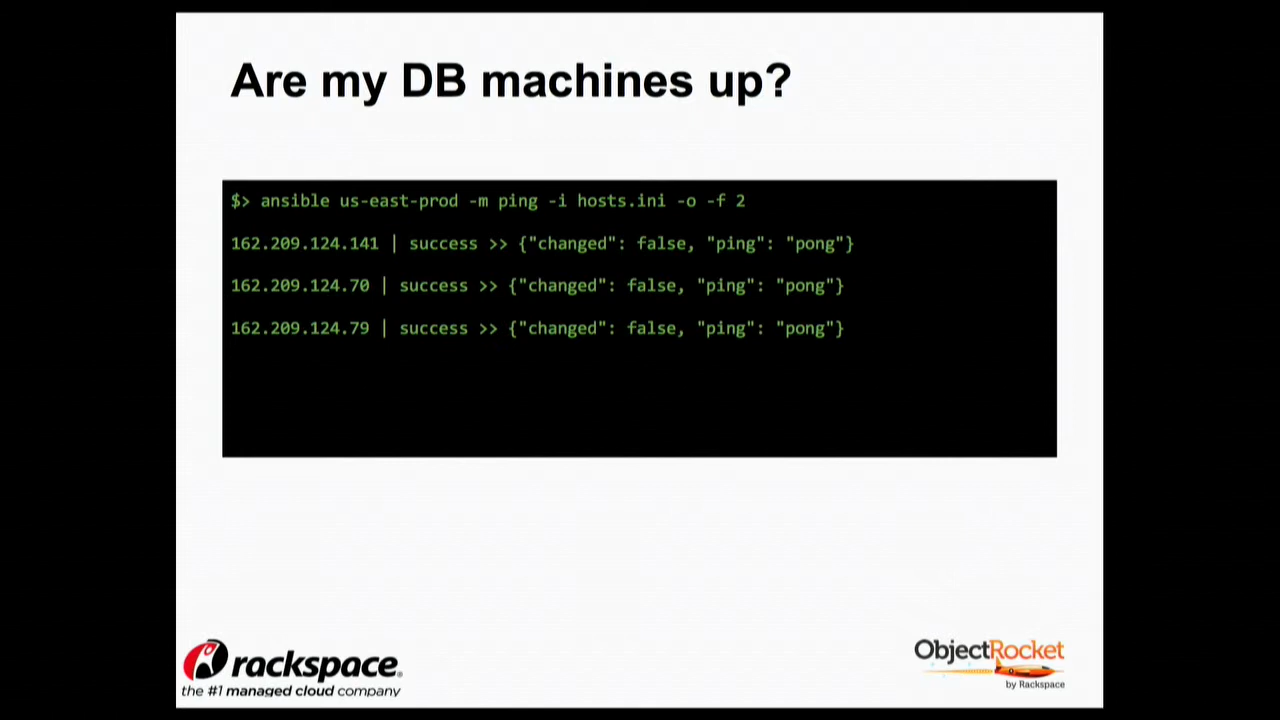 Are my DB machines up?
$> ansible us-east-prod -m ping -i hosts.ini -o -f 2
162.209.124.141 | success >> {"changed": false, "ping": "pong"}
162.209.124.70 | success >> {"changed": false, "ping": "pong"}
162.209.124.79 | success >> {"changed": false, "ping": "pong"}
rackspace.
the #1 managed cloud company
ObjectRocket
by Rackspace